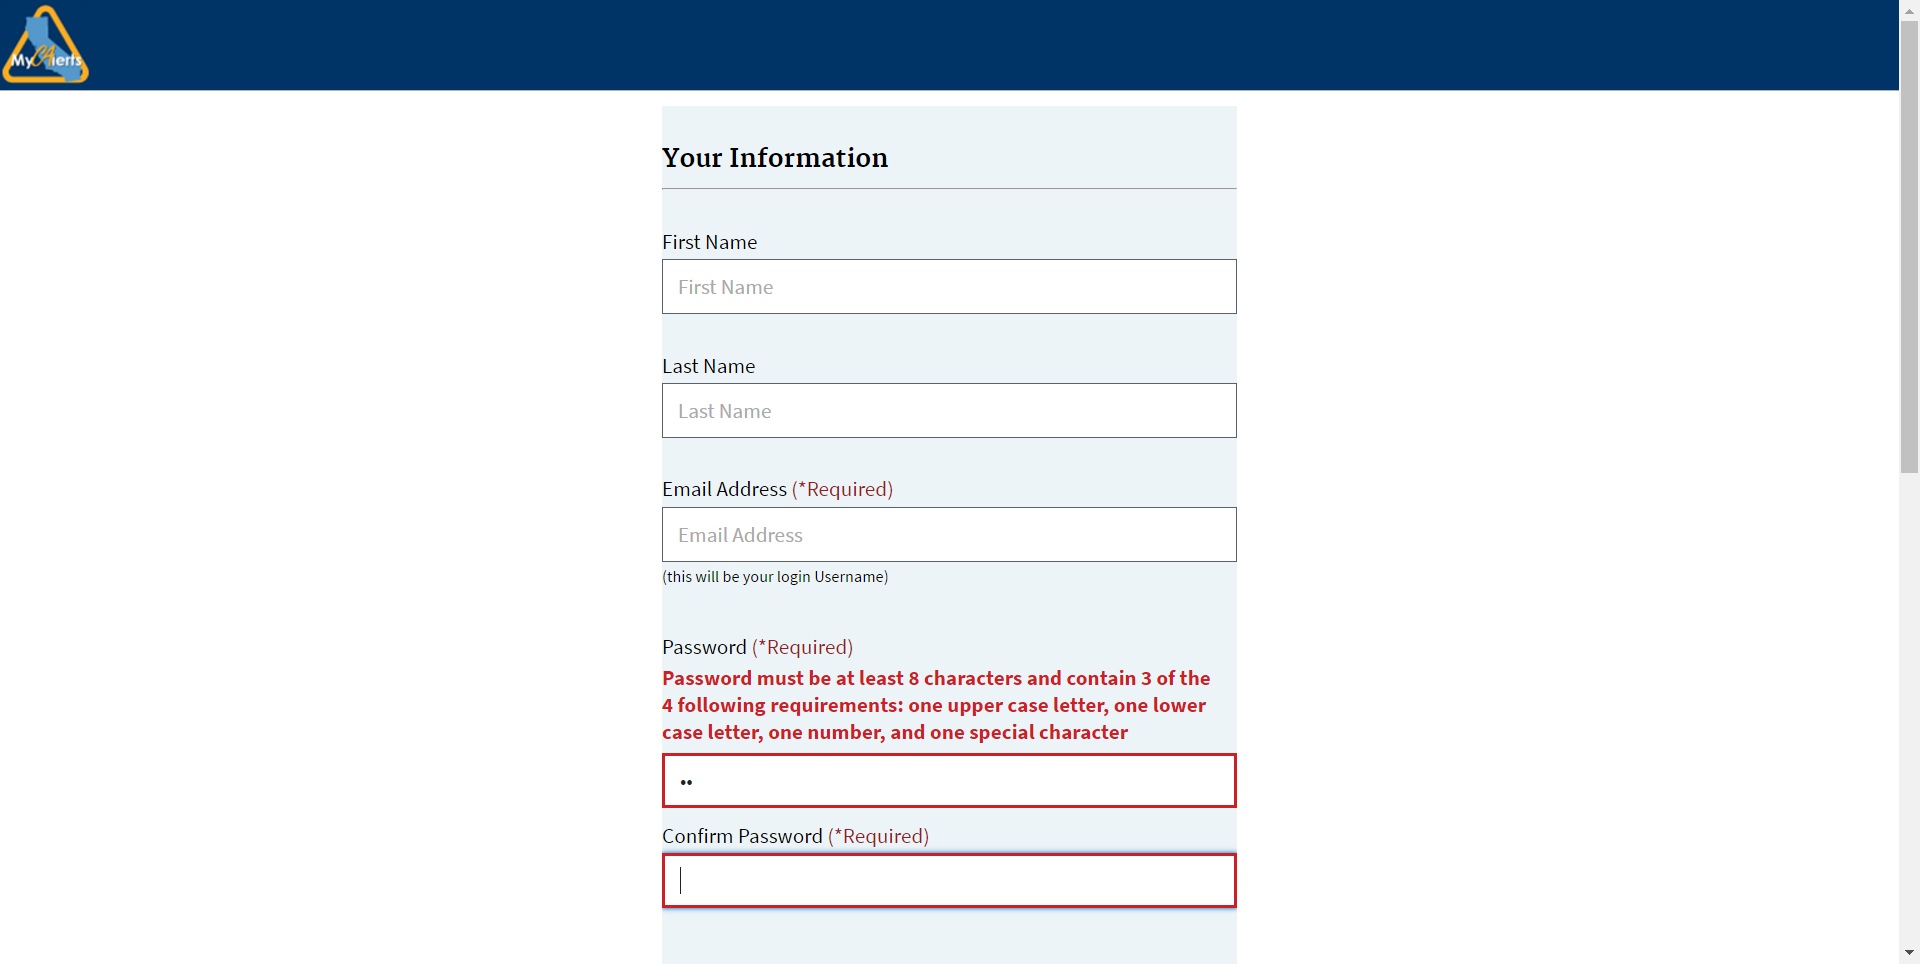 MyCAlerts
Your Information
First Name
First Name
Last Name
Last Name
Email Address (*Required)
Email Address
(this will be your login Username)
Password (*Required)
Password must be at least 8 characters and contain 3 of the
4 following requirements: one upper case letter, one lower
case letter, one number, and one special character
••
Confirm Password (*Required)